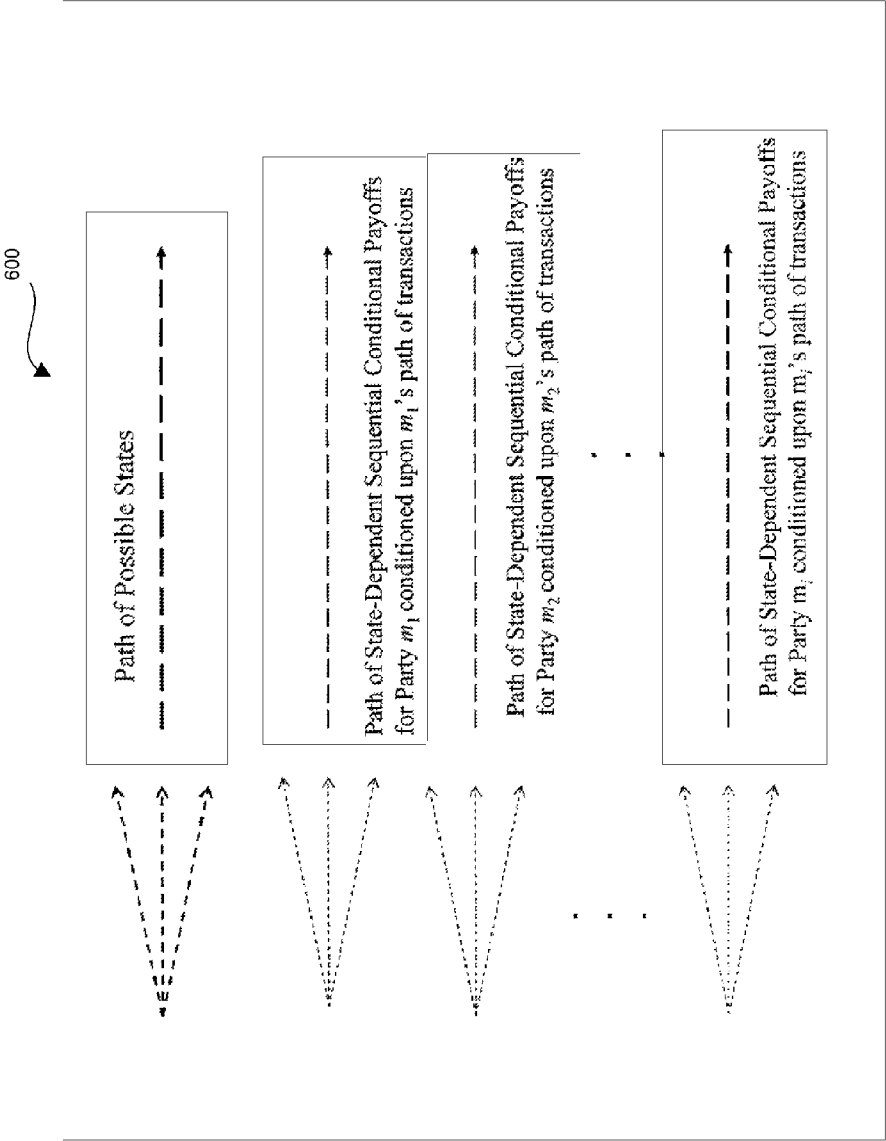 600
Path of Possible States
Path of State-Dependent Sequential Conditional Payoffs
for Party m₁ conditioned upon m₁'s path of transactions
Path of State-Dependent Sequential Conditional Payoffs
for Party m₂ conditioned upon m₂'s path of transactions
Path of State-Dependent Sequential Conditional Payoffs
for Party mᵢ conditioned upon mᵢ's path of transactions